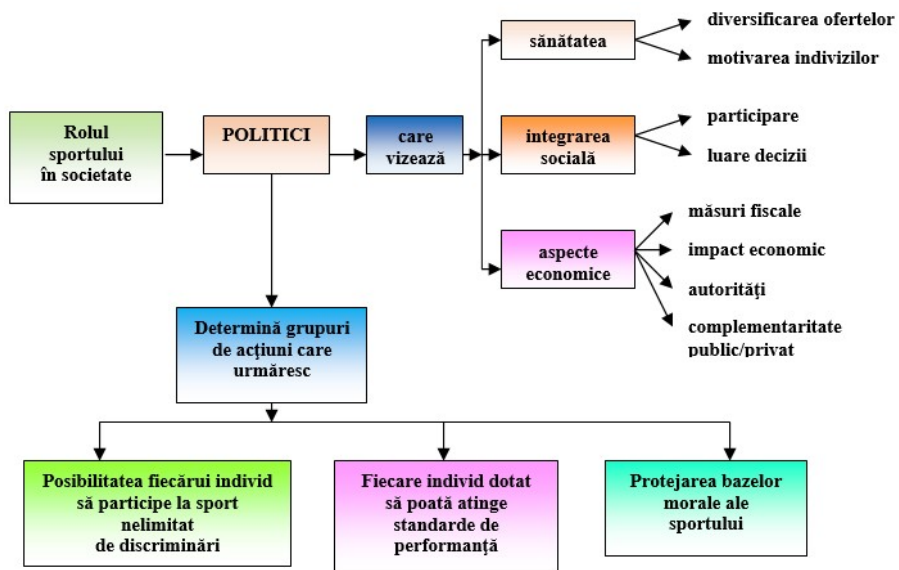 Rolul
sportului
în societate
POLITICI
care
vizează
sănătatea
diversificarea ofertelor
motivarea indivizilor
integrarea
socială
participare
luare decizii
aspecte
economice
măsuri fiscale
impact economic
autorităţi
complementaritate
public/privat
Determină grupuri
de acţiuni care
urmăresc
Posibilitatea fiecărui individ
să participe la sport
nelimitat
de discriminări
Fiecare individ dotat
să poată atinge
standarde de
performanţă
Protejarea bazelor
morale ale
sportului